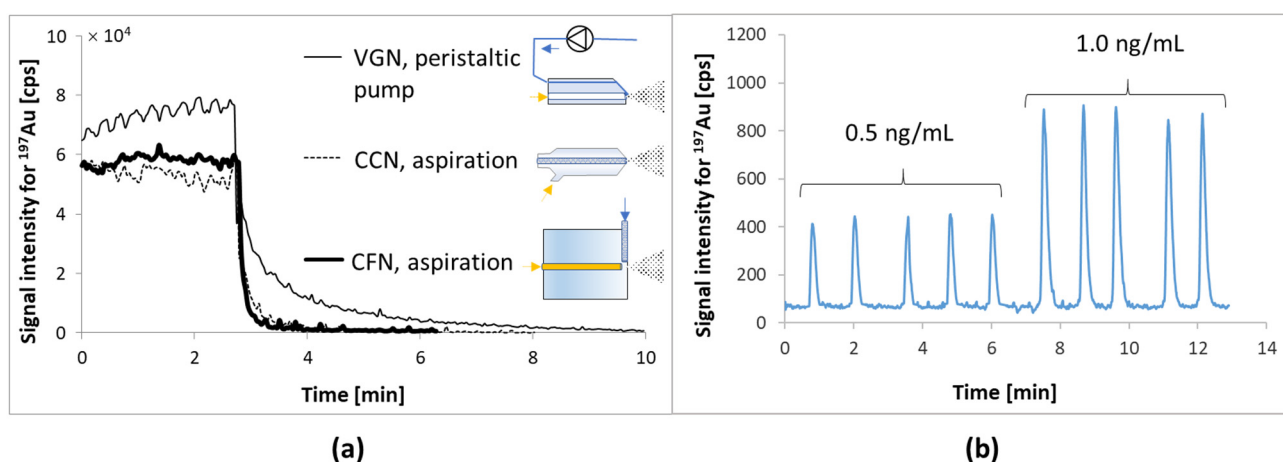 Signal intensity for ¹⁹⁷Au [cps]
10
× 10⁴
8
6
4
2
0
0
2
4
6
8
10
Time [min]
VGN, peristaltic
pump
CCN, aspiration
CFN, aspiration
(a)
Signal intensity for ¹⁹⁷Au [cps]
1200
1000
800
600
400
200
0
0
2
4
6
8
10
12
14
Time [min]
0.5 ng/mL
1.0 ng/mL
(b)